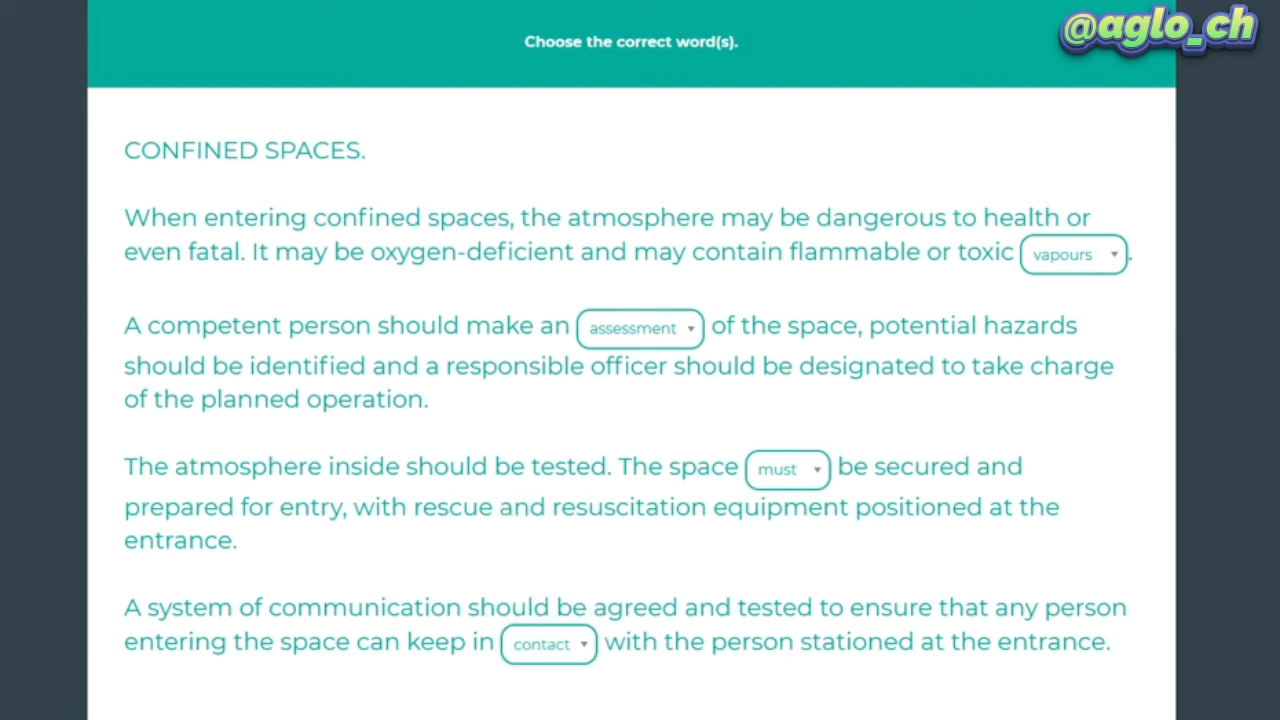 @aglo_ch
Choose the correct word(s).
CONFINED SPACES.
When entering confined spaces, the atmosphere may be dangerous to health or
even fatal. It may be oxygen-deficient and may contain flammable or toxic vapours.
A competent person should make an assessment of the space, potential hazards
should be identified and a responsible officer should be designated to take charge
of the planned operation.
The atmosphere inside should be tested. The space must be secured and
prepared for entry, with rescue and resuscitation equipment positioned at the
entrance.
A system of communication should be agreed and tested to ensure that any person
entering the space can keep in contact with the person stationed at the entrance.